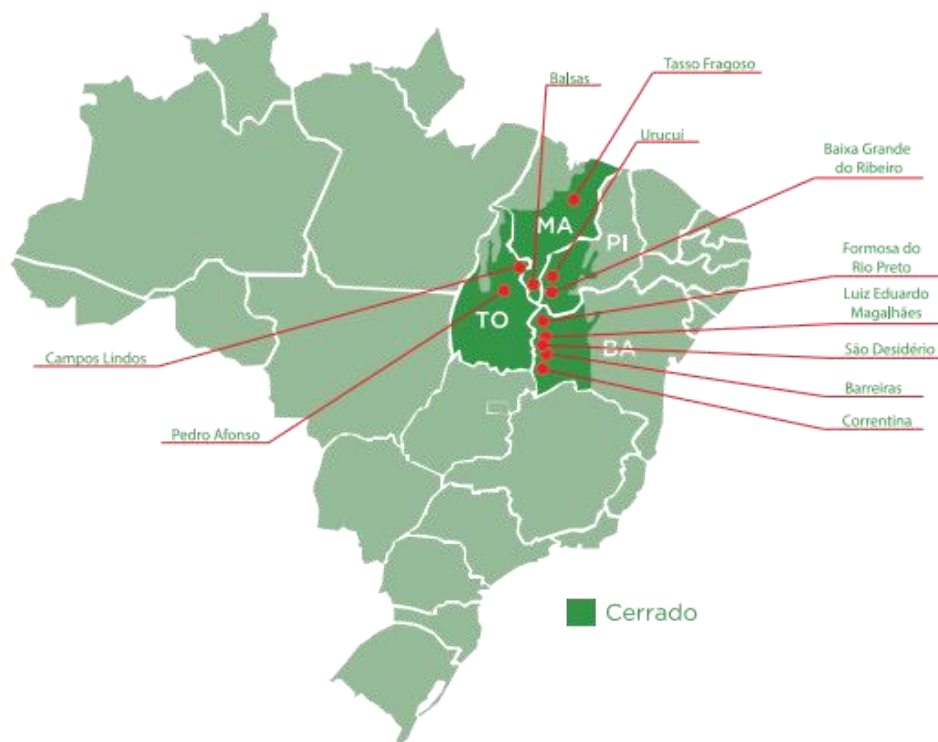 Tasso Fragoso
Balsas
Uruçuí
Baixa Grande
do Ribeiro
MA
PI
Formosa do
Rio Preto
Luiz Eduardo
Magalhães
TO
BA
São Desidério
Campos Lindos
Barreiras
Correntina
Pedro Afonso
Cerrado